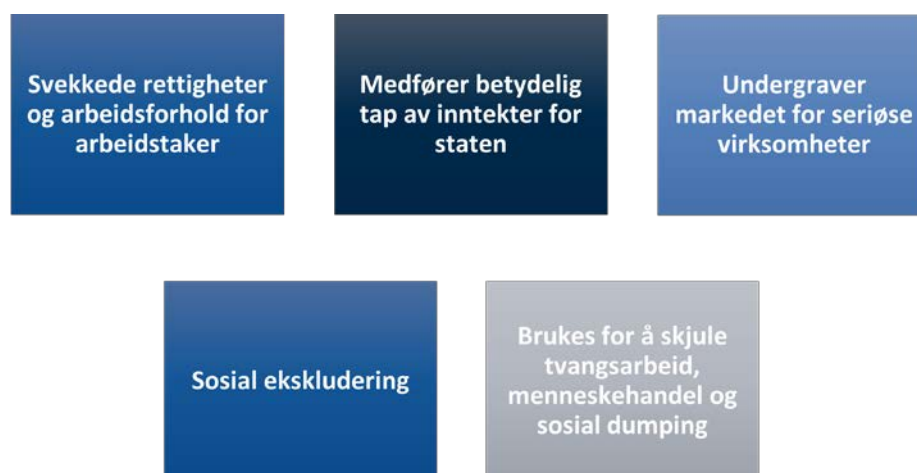 Svekkede rettigheter
og arbeidsforhold for
arbeidstaker
Medfører betydelig
tap av inntekter for
staten
Undergraver
markedet for seriøse
virksomheter
Sosial ekskludering
Brukes for å skjule
tvangsarbeid,
menneskehandel og
sosial dumping